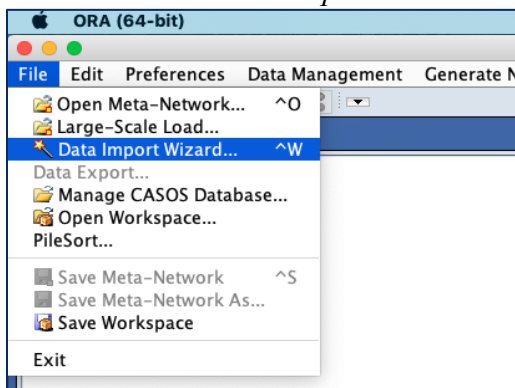 ORA (64-bit)
File Edit Preferences Data Management Generate N
Open Meta-Network... ^O
Large-Scale Load...
Data Import Wizard... ^W
Data Export...
Manage CASOS Database...
Open Workspace...
PileSort...
Save Meta-Network ^S
Save Meta-Network As...
Save Workspace
Exit